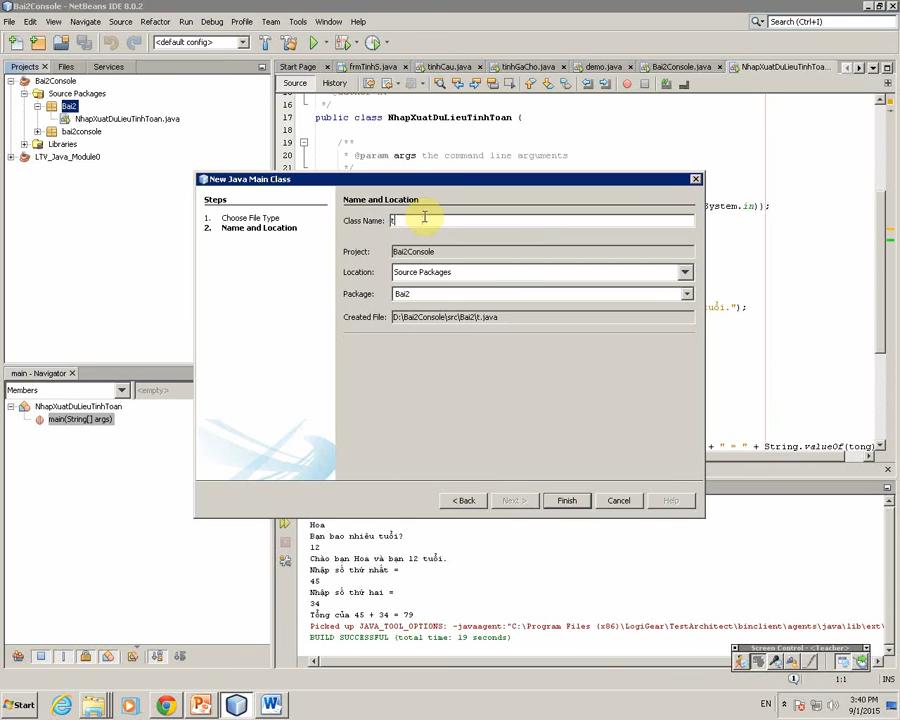 Bai2Console - NetBeans IDE 8.0.2
File Edit View Navigate Source Refactor Run Debug Profile Team Tools Window Help
Search (Ctrl+I)
<default config>
Projects Files Services
Start Page frmTinhS.java tinhCau.java tinhGaCho.java demo.java Bai2Console.java NhapXuatDuLieuTinhToa...
Source History
Bai2Console
Source Packages
Bai2
NhapXuatDuLieuTinhToan.java
bai2console
Libraries
LTV_Java_Module0
16 */
17 public class NhapXuatDuLieuTinhToan {
18
19 /**
20 * @param args the command line arguments
System.in));
tuổi.");
+ " = " + String.valueOf(tong)
New Java Main Class
Steps
1. Choose File Type
2. Name and Location
Name and Location
Class Name: t
Project: Bai2Console
Location: Source Packages
Package: Bai2
Created File: D:\Bai2Console\src\Bai2\t.java
< Back Next > Finish Cancel Help
main - Navigator
Members <empty>
NhapXuatDuLieuTinhToan
main(String[] args)
Hoa
Bạn bao nhiêu tuổi?
12
Chào bạn Hoa và bạn 12 tuổi.
Nhập số thứ nhất =
45
Nhập số thứ hai =
34
Tổng của 45 + 34 = 79
Picked up JAVA_TOOL_OPTIONS: -javaagent:"C:\Program Files (x86)\LogiGear\TestArchitect\binclient\agents\java\lib\ext\
BUILD SUCCESSFUL (total time: 19 seconds)
Screen Control - <Teacher>
1:1 INS
Start
EN
3:40 PM
9/1/2015